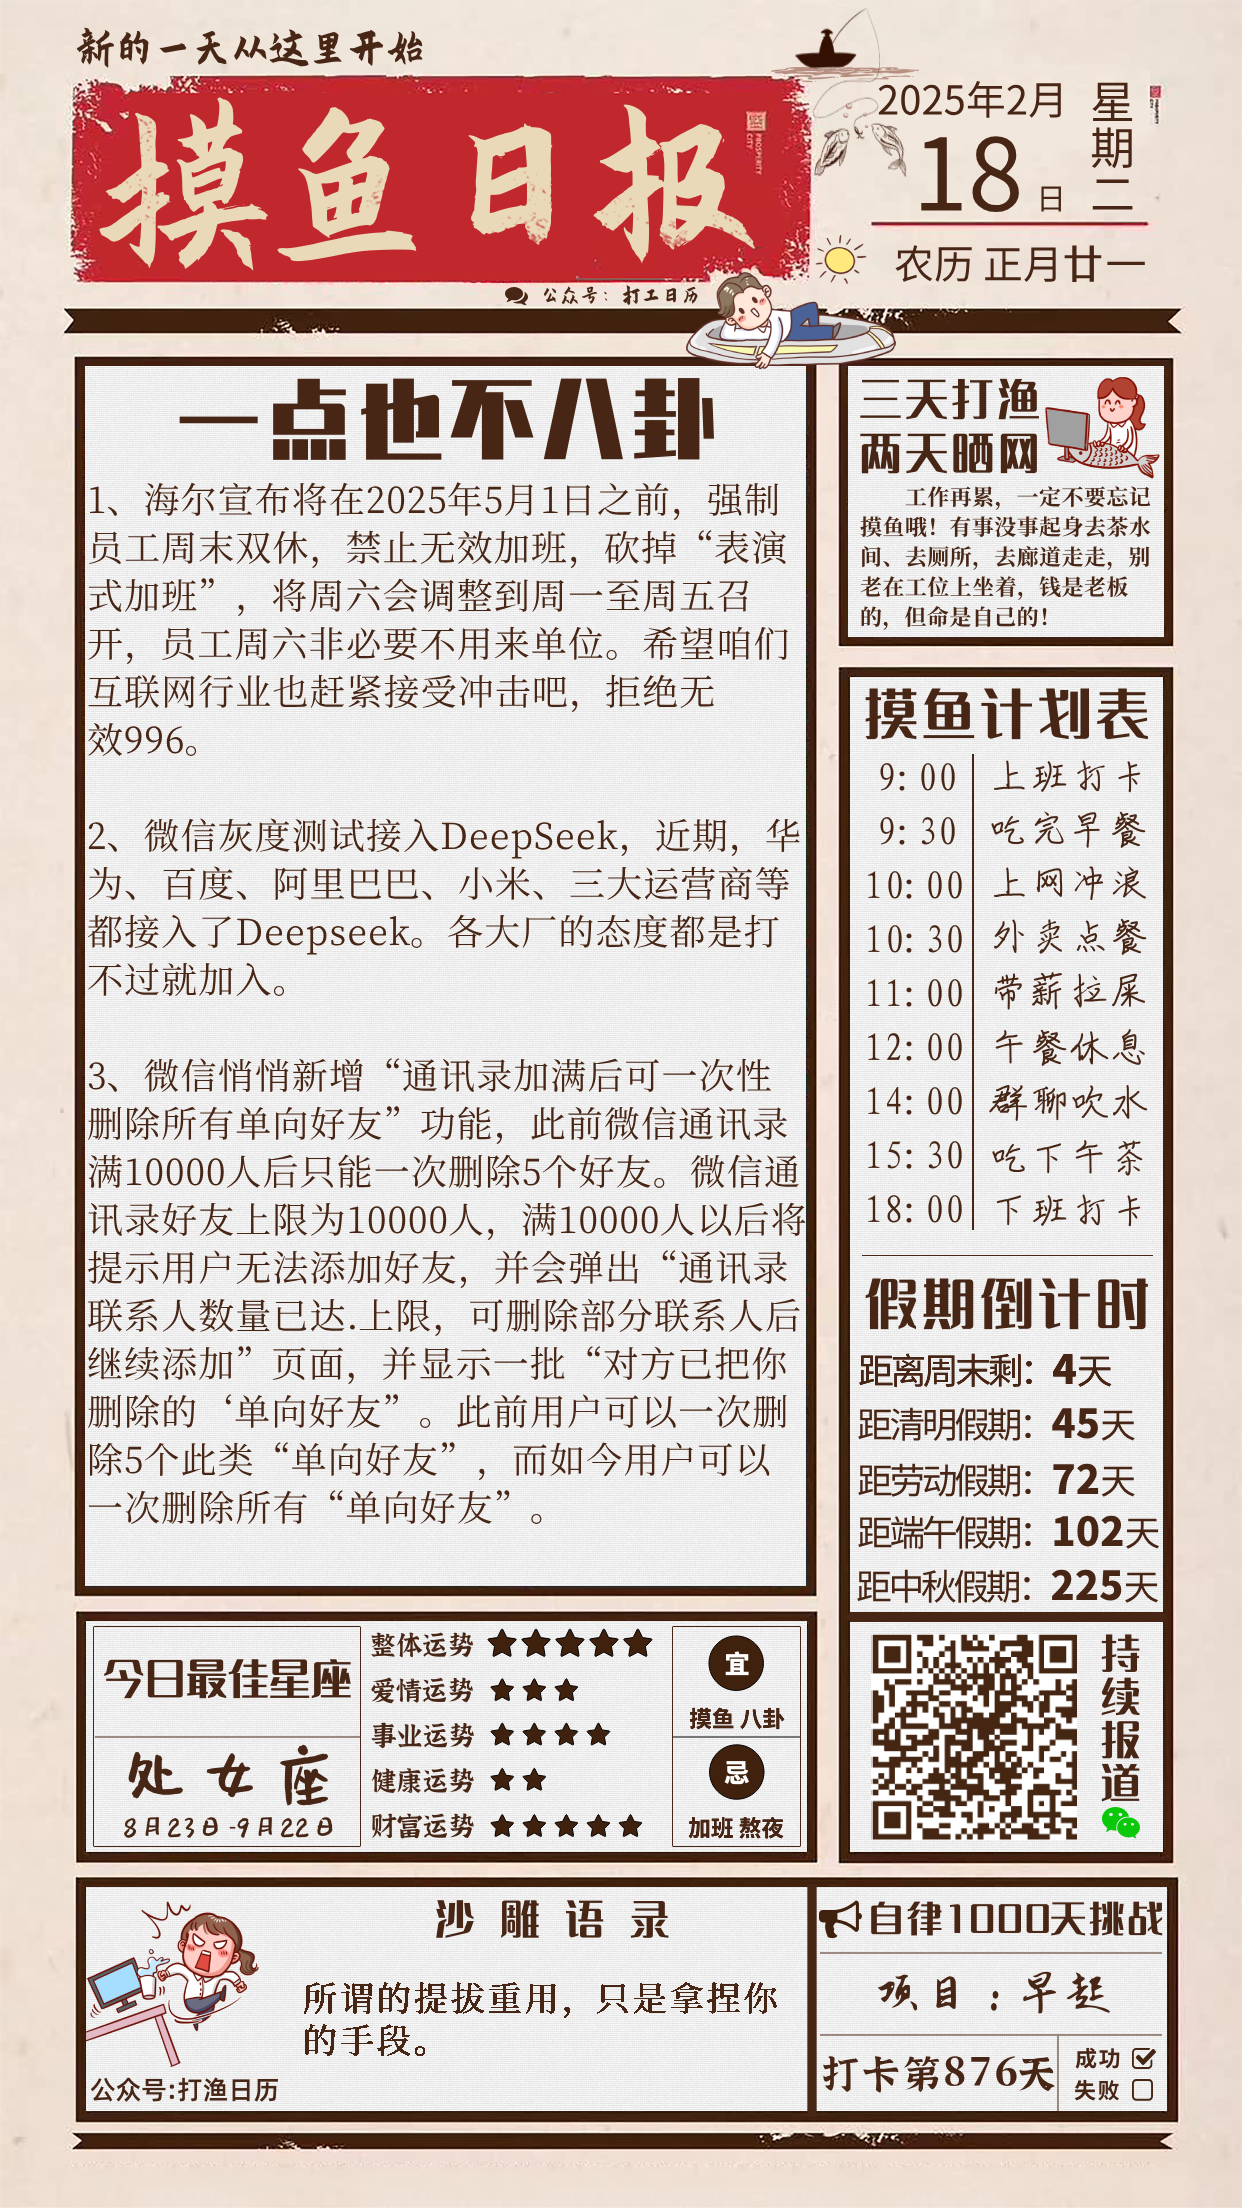 新的一天从这里开始
摸鱼日报
PROSPERITY
CITY
2025年2月
18日
星期二
农历 正月廿一
公众号：打工日历
一点也不八卦
1、海尔宣布将在2025年5月1日之前，强制
员工周末双休，禁止无效加班，砍掉“表演
式加班”，将周六会调整到周一至周五召
开，员工周六非必要不用来单位。希望咱们
互联网行业也赶紧接受冲击吧，拒绝无
效996。
2、微信灰度测试接入DeepSeek，近期，华
为、百度、阿里巴巴、小米、三大运营商等
都接入了Deepseek。各大厂的态度都是打
不过就加入。
3、微信悄悄新增“通讯录加满后可一次性
删除所有单向好友”功能，此前微信通讯录
满10000人后只能一次删除5个好友。微信通
讯录好友上限为10000人，满10000人以后将
提示用户无法添加好友，并会弹出“通讯录
联系人数量已达.上限，可删除部分联系人后
继续添加”页面，并显示一批“对方已把你
删除的‘单向好友”。此前用户可以一次删
除5个此类“单向好友”，而如今用户可以
一次删除所有“单向好友”。
三天打渔
两天晒网
工作再累，一定不要忘记
摸鱼哦！有事没事起身去茶水
间、去厕所，去廊道走走，别
老在工位上坐着，钱是老板
的，但命是自己的！
摸鱼计划表
9：00 上班打卡
9：30 吃完早餐
10：00 上网冲浪
10：30 外卖点餐
11：00 带薪拉屎
12：00 午餐休息
14：00 群聊吹水
15：30 吃下午茶
18：00 下班打卡
假期倒计时
距离周末剩：4天
距清明假期：45天
距劳动假期：72天
距端午假期：102天
距中秋假期：225天
持续报道
今日最佳星座
处女座
8月23日-9月22日
整体运势 ★★★★★
爱情运势 ★★★
事业运势 ★★★★
健康运势 ★★
财富运势 ★★★★★
宜
摸鱼 八卦
忌
加班 熬夜
沙雕语录
所谓的提拔重用，只是拿捏你
的手段。
公众号:打渔日历
自律1000天挑战
项目：早起
打卡第876天
成功
失败